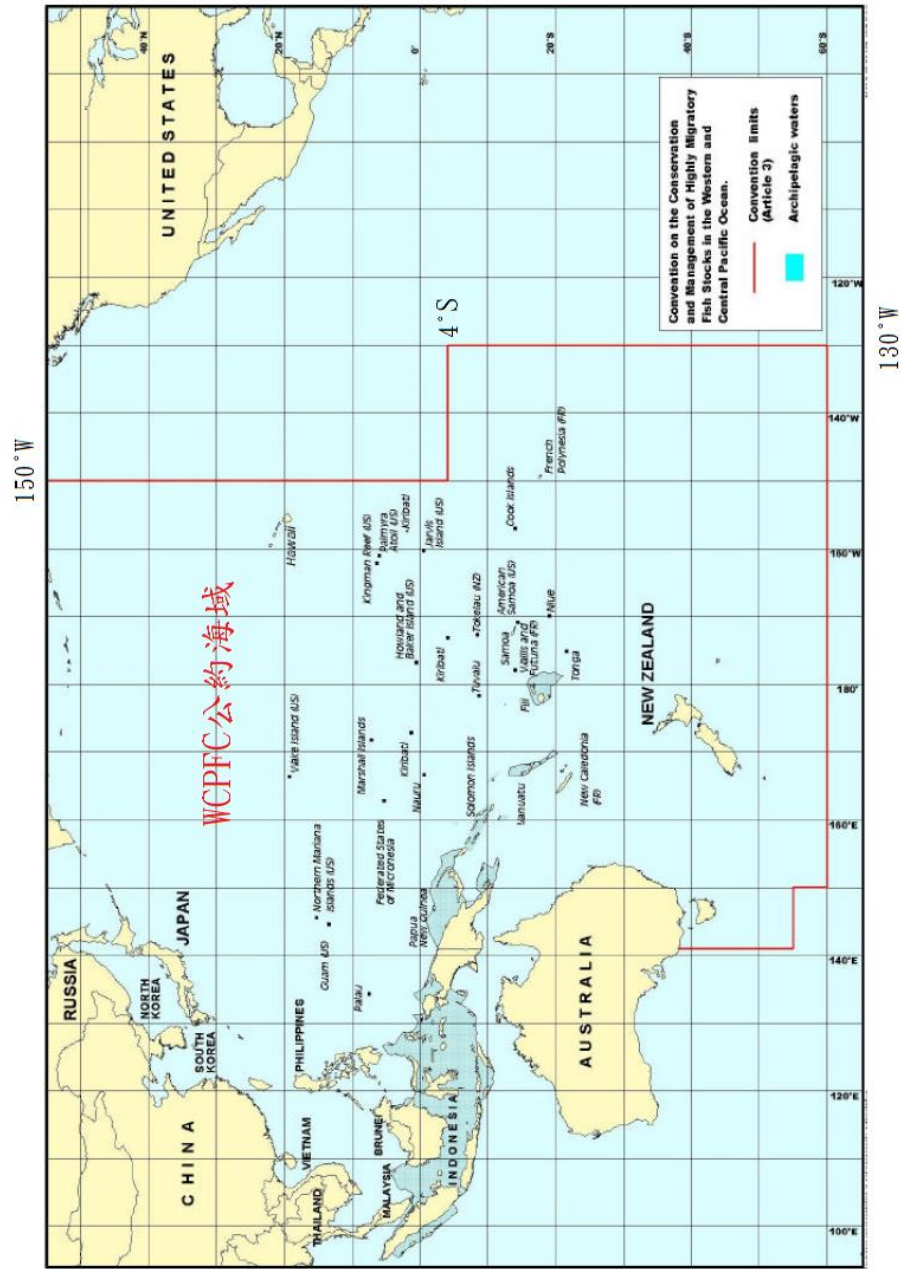 150°W
130°W
4°S
WCPFC公約海域
40°N
20°N
0°
20°S
40°S
60°S
UNITED STATES
RUSSIA
NORTH
KOREA
SOUTH
KOREA
JAPAN
CHINA
VIETNAM
THAILAND
PHILIPPINES
BRUNEI
MALAYSIA
INDONESIA
Palau
Guam (US)
Northern Mariana
Islands (US)
Federated States
of Micronesia
Papua
New Guinea
Wake Island (US)
Marshall Islands
Kiribati
Nauru
Solomon Islands
Vanuatu
New Caledonia
(FR)
Hawaii
Kingman Reef (US)
Palmyra
Atoll (US)
Kiribati
Jarvis
Island (US)
Howland and
Baker Island (US)
Kiribati
Tokelau (NZ)
Tuvalu
American
Samoa (US)
Samoa
Wallis and
Futuna (FR)
Fiji
Niue
Tonga
Cook Islands
French
Polynesia (FR)
AUSTRALIA
NEW ZEALAND
100°E
120°E
140°E
160°E
180°
160°W
140°W
120°W
Convention on the Conservation
and Management of Highly Migratory
Fish Stocks in the Western and
Central Pacific Ocean.
Convention limits
(Article 3)
Archipelagic waters